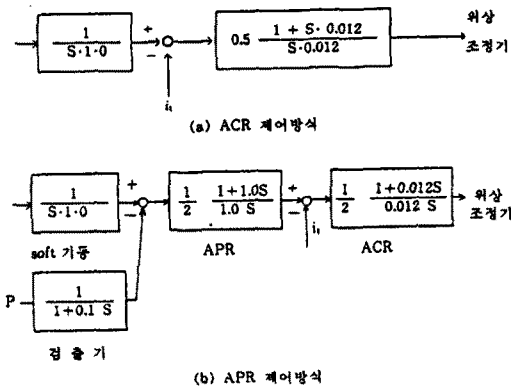 1
S·1·0
+
−
i₁
0.5
1 + S· 0.012
S·0.012
위상
조정기
(a) ACR 제어방식
1
S·1·0
soft 기동
+
−
1
2
1+1.0S
1.0 S
APR
+
−
i₁
1
2
1+0.012S
0.012 S
ACR
위상
조정기
P
1
1+0.1 S
검 출 기
(b) APR 제어방식